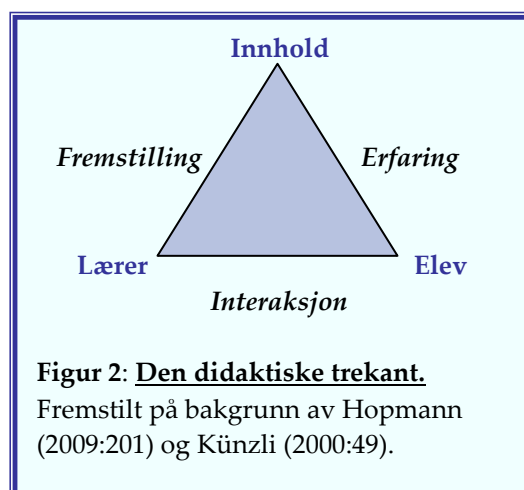 Innhold
Fremstilling
Erfaring
Lærer
Elev
Interaksjon
Figur 2: Den didaktiske trekant.
Fremstilt på bakgrunn av Hopmann
(2009:201) og Künzli (2000:49).